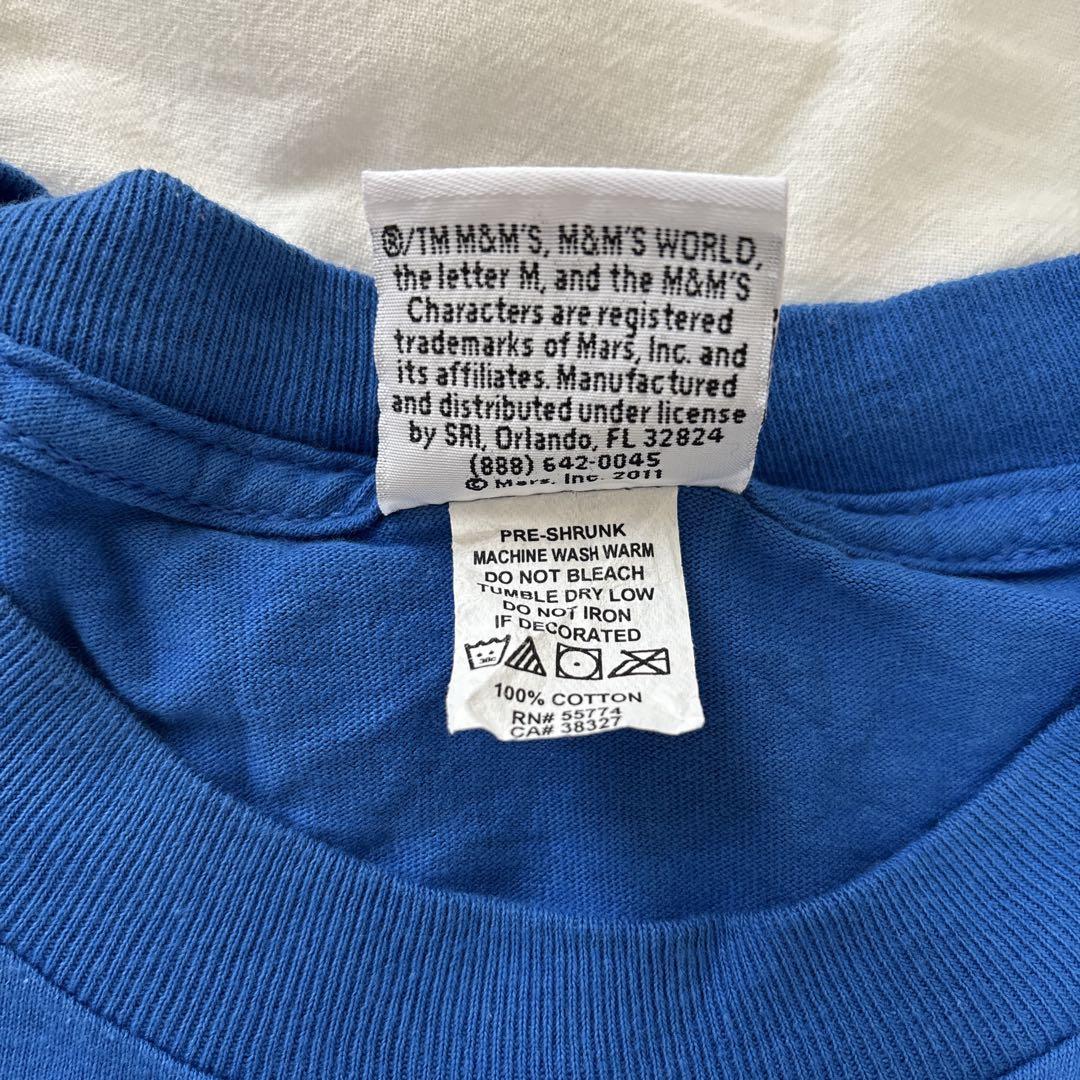 ®/TM M&M'S, M&M'S WORLD,
the letter M, and the M&M'S
Characters are registered
trademarks of Mars, Inc. and
its affiliates. Manufactured
and distributed under license
by SRI, Orlando, FL 32824
(888) 642-0045
© Mars, Inc. 2011
PRE-SHRUNK
MACHINE WASH WARM
DO NOT BLEACH
TUMBLE DRY LOW
DO NOT IRON
IF DECORATED
30c
100% COTTON
RN# 55774
CA# 38327